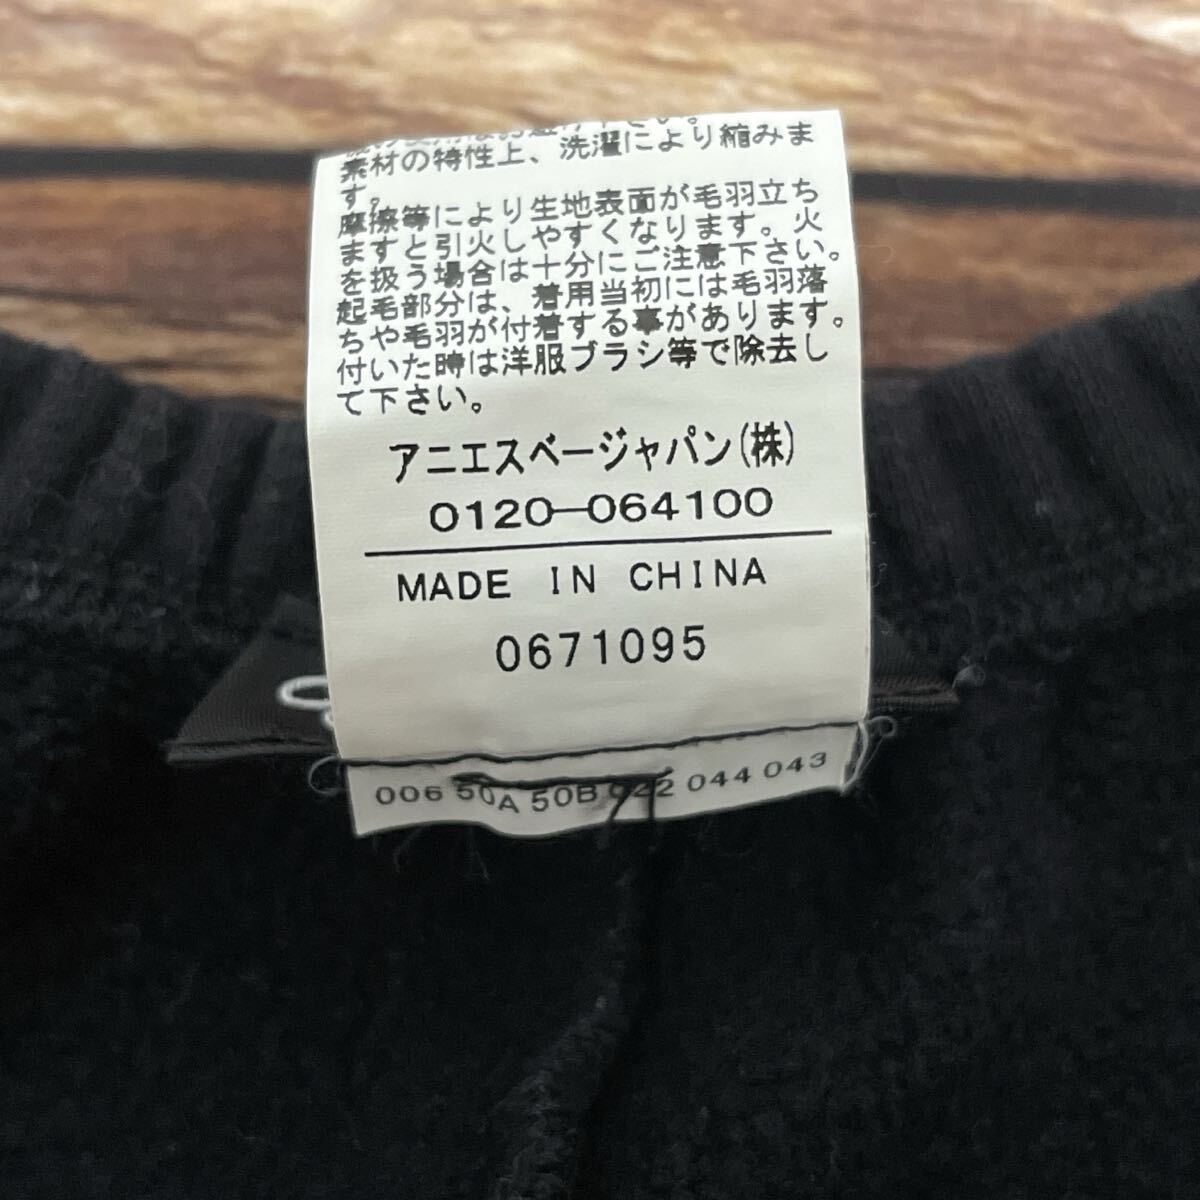 素材の特性上、洗濯により縮みま
す。
摩擦等により生地表面が毛羽立ち
ますと引火しやすくなります。火
を扱う場合は十分にご注意下さい。
起毛部分は、着用当初には毛羽落
ちや毛羽が付着する事があります。
付いた時は洋服ブラシ等で除去し
て下さい。
アニエスベージャパン(株)
0120-064100
MADE IN CHINA
0671095
006 50A 50B 022 044 043